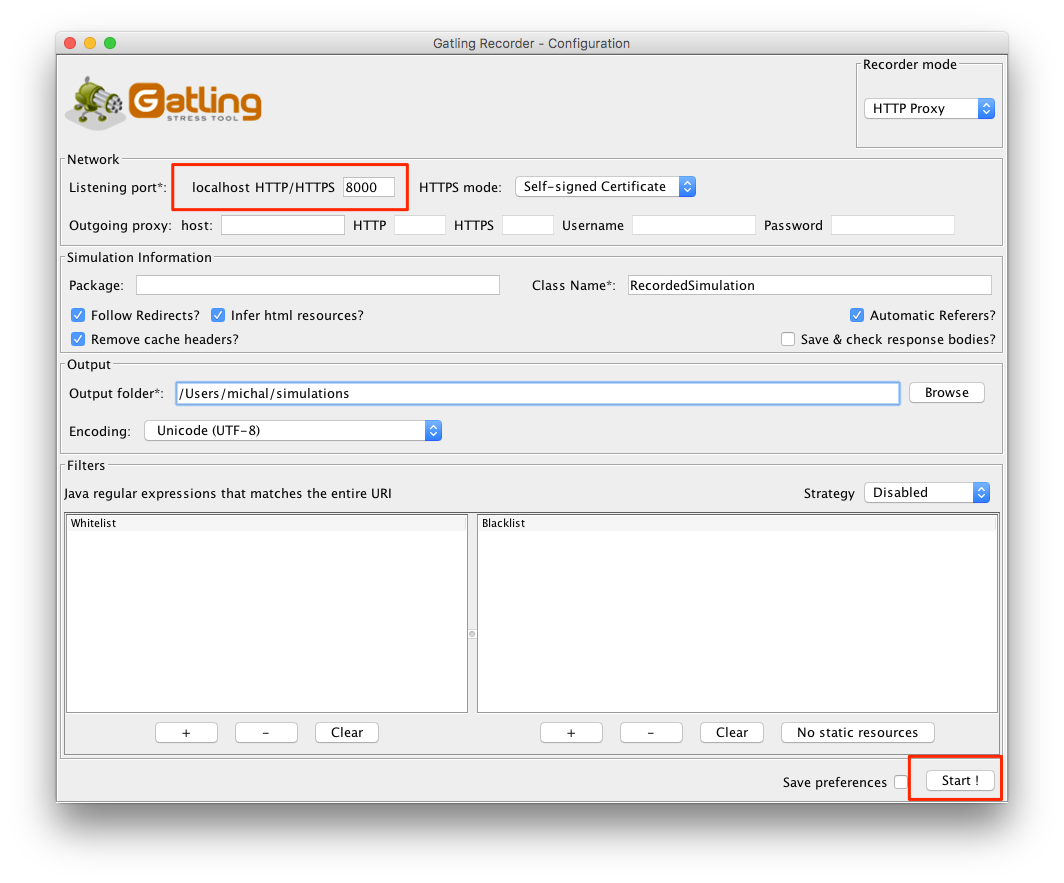 Gatling Recorder - Configuration
Gatling
STRESS TOOL
Recorder mode
HTTP Proxy
Network
Listening port*: localhost HTTP/HTTPS 8000 HTTPS mode: Self-signed Certificate
Outgoing proxy: host: HTTP HTTPS Username Password
Simulation Information
Package: Class Name*: RecordedSimulation
Follow Redirects? Infer html resources? Automatic Referers?
Remove cache headers? Save & check response bodies?
Output
Output folder*: /Users/michal/simulations Browse
Encoding: Unicode (UTF-8)
Filters
Java regular expressions that matches the entire URI Strategy Disabled
Whitelist Blacklist
+ - Clear + - Clear No static resources
Save preferences Start !